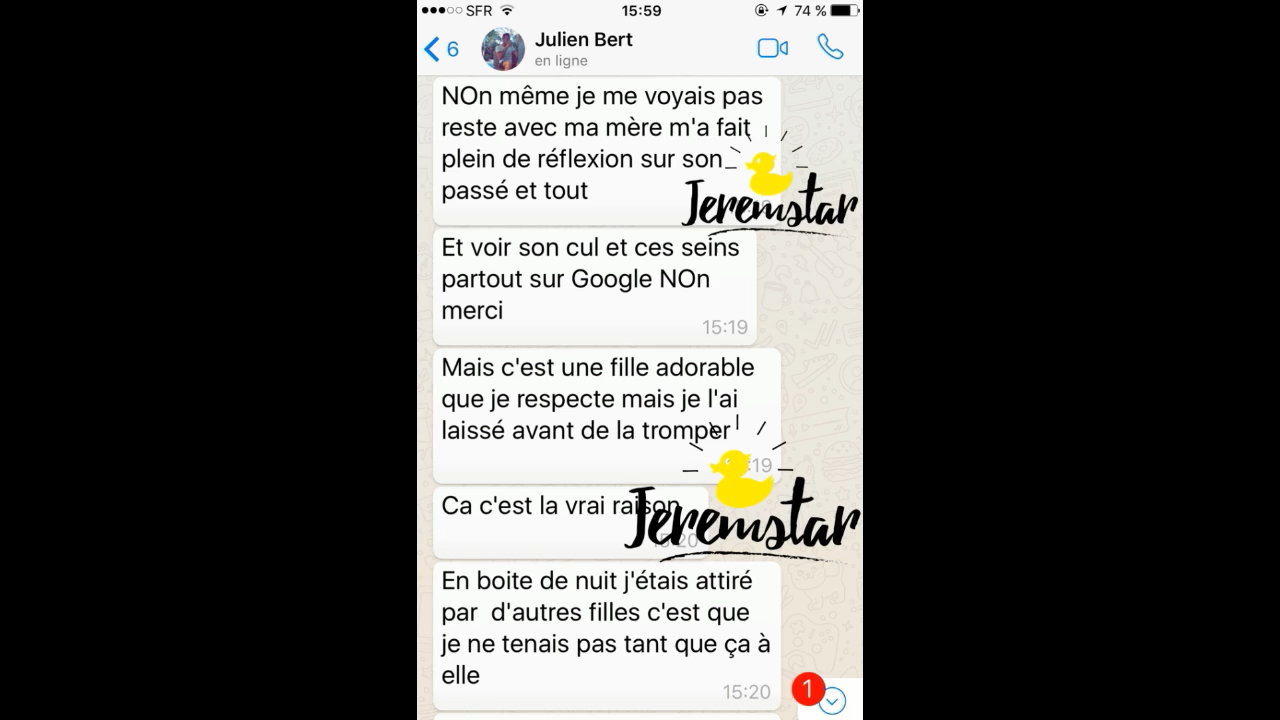 SFR 15:59 74 %
6 Julien Bert
en ligne
NOn même je me voyais pas
reste avec ma mère m'a fait
plein de réflexion sur son
passé et tout
Jeremstar
Et voir son cul et ces seins
partout sur Google NOn
merci
15:19
Mais c'est une fille adorable
que je respecte mais je l'ai
laissé avant de la tromper
:19
Ca c'est la vrai raison
Jeremstar
15:20
En boite de nuit j'étais attiré
par d'autres filles c'est que
je ne tenais pas tant que ça à
elle
15:20
1